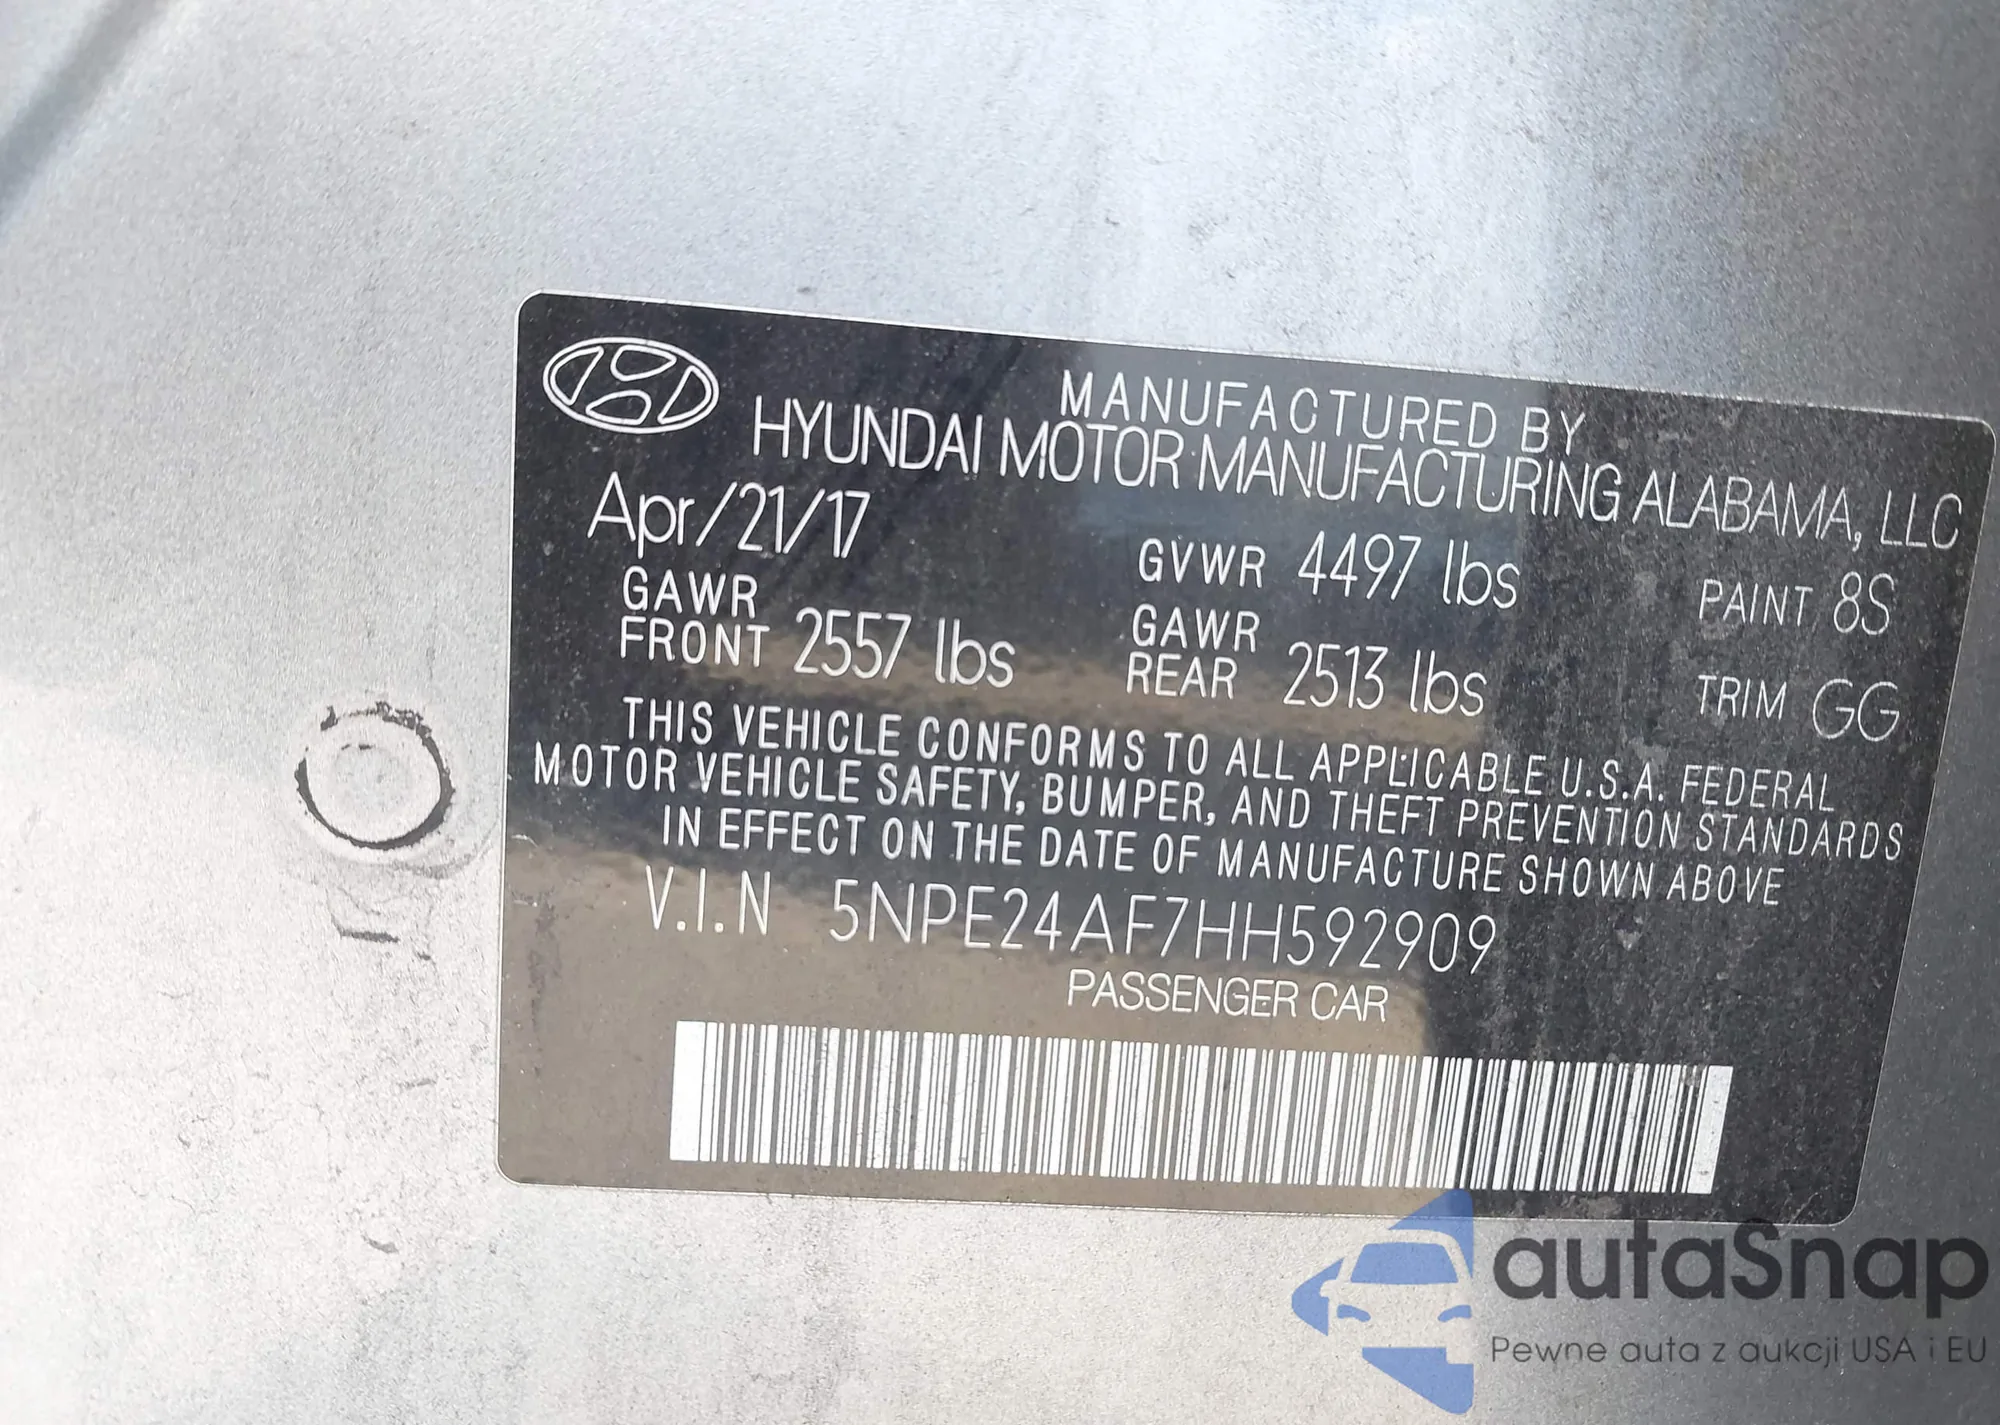 MANUFACTURED BY
HYUNDAI MOTOR MANUFACTURING ALABAMA, LLC
Apr/21/17
GVWR 4497 lbs
PAINT 8S
GAWR
FRONT 2557 lbs
GAWR
REAR 2513 lbs
TRIM GG
THIS VEHICLE CONFORMS TO ALL APPLICABLE U.S.A. FEDERAL
MOTOR VEHICLE SAFETY, BUMPER, AND THEFT PREVENTION STANDARDS
IN EFFECT ON THE DATE OF MANUFACTURE SHOWN ABOVE
V.I.N 5NPE24AF7HH592909
PASSENGER CAR
autaSnap
Pewne auta z aukcji USA i EU